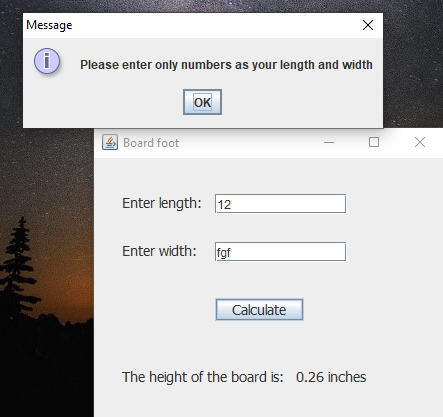 Message
Please enter only numbers as your length and width
OK
Board foot
Enter length: 12
Enter width: fgf
Calculate
The height of the board is: 0.26 inches